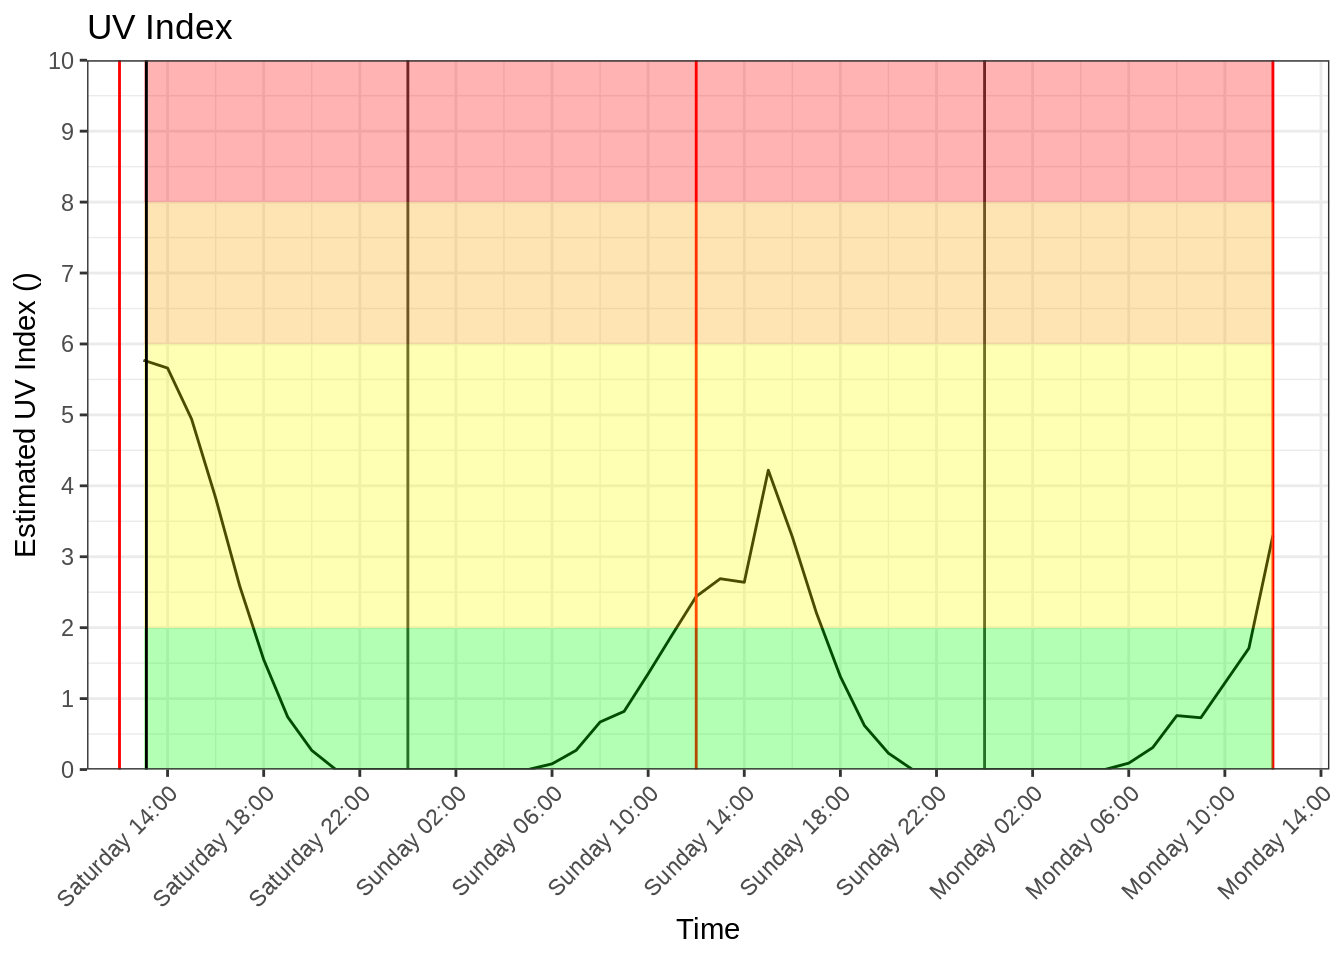 UV Index
Estimated UV Index ()
10
9
8
7
6
5
4
3
2
1
0
Saturday 14:00
Saturday 18:00
Saturday 22:00
Sunday 02:00
Sunday 06:00
Sunday 10:00
Sunday 14:00
Sunday 18:00
Sunday 22:00
Monday 02:00
Monday 06:00
Monday 10:00
Monday 14:00
Time